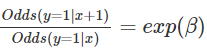 Odds(y=1|x+1)
Odds(y=1|x) = exp(β)